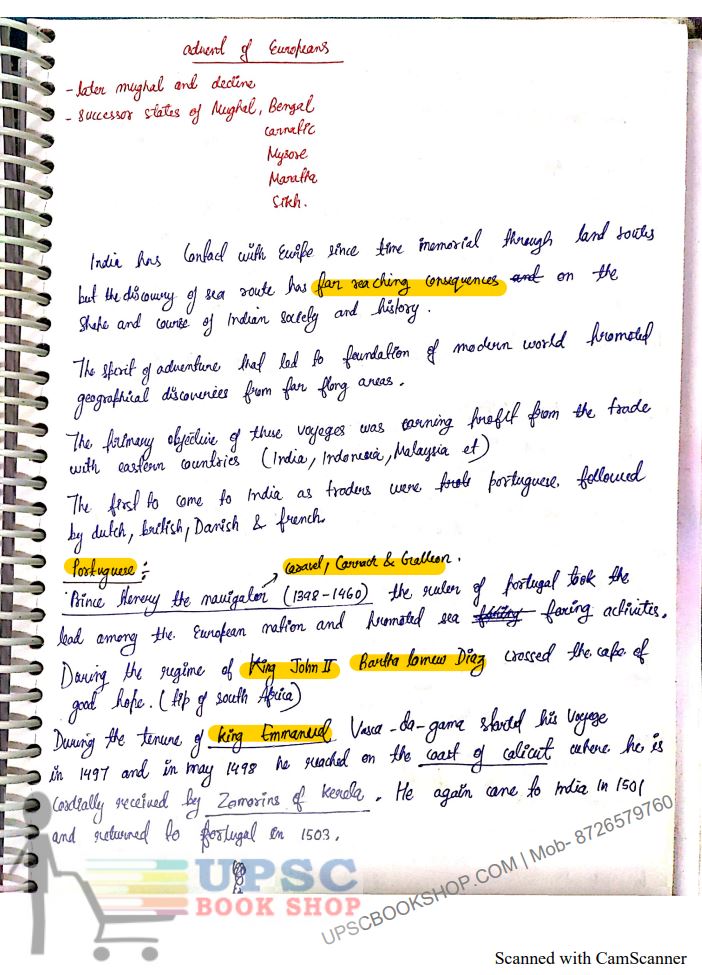 advent of Europeans
- later mughal and decline
- successor states of Mughal, Bengal
Carnatic
Mysore
Maratha
Sikh.
India has Contact with Europe since time immemorial through land routes
but the discovery of sea route has far reaching consequences and on the
shape and course of Indian society and history.
The spirit of adventure that led to foundation of modern world promoted
geographical discoveries from far flong areas.
The primary objective of these voyages was earning profit from the trade
with eastern countries (India, Indonesia, Malaysia et)
The first to come to India as traders were portuguese, followed
by dutch, british, Danish & french.
Portuguese :- Caravel, Carrack & Galleon.
Prince Henery the navigator (1398-1460) the ruler of portugal took the
lead among the European nation and promoted sea faring activites.
During the regime of King John II Bartha lomew Diaz crossed the cape of
good hope. (tip of south Africa)
During the tenure of king Emmanuel Vasca-da-gama started his voyage
in 1497 and in may 1498 he reached on the coast of calicut where he is
Cordially received by Zamorins of kerela. He again came to India in 1501
and returned to portugal in 1503.
UPSC
BOOK SHOP
UPSCBOOKSHOP.COM | Mob- 8726579760
Scanned with CamScanner